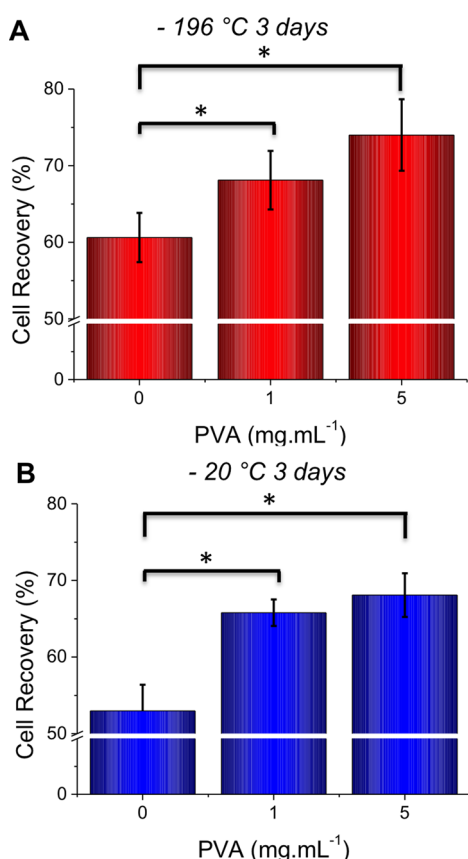 A
- 196 °C 3 days
*
*
80
70
60
50
0
Cell Recovery (%)
0 1 5
PVA (mg.mL⁻¹)
B
- 20 °C 3 days
*
*
80
70
60
50
0
Cell Recovery (%)
0 1 5
PVA (mg.mL⁻¹)